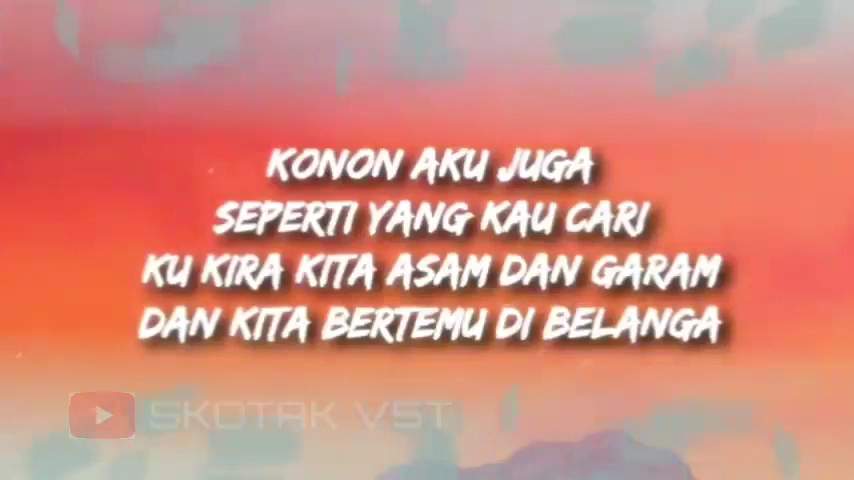 KONON AKU JUGA
SEPERTI YANG KAU CARI
KU KIRA KITA ASAM DAN GARAM
DAN KITA BERTEMU DI BELANGA
SKOTAK VST